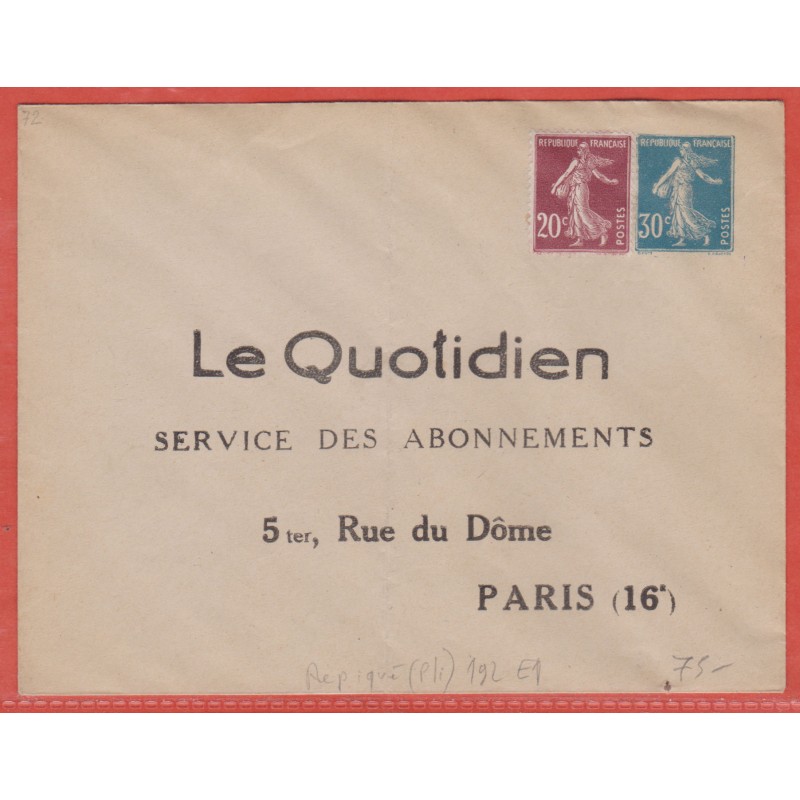 72
REPUBLIQUE FRANÇAISE
20c
POSTES
REPUBLIQUE FRANÇAISE
30c
POSTES
Le Quotidien
SERVICE DES ABONNEMENTS
5 ter, Rue du Dôme
PARIS (16e)
Repiqué (Pli) 192 E1
75-